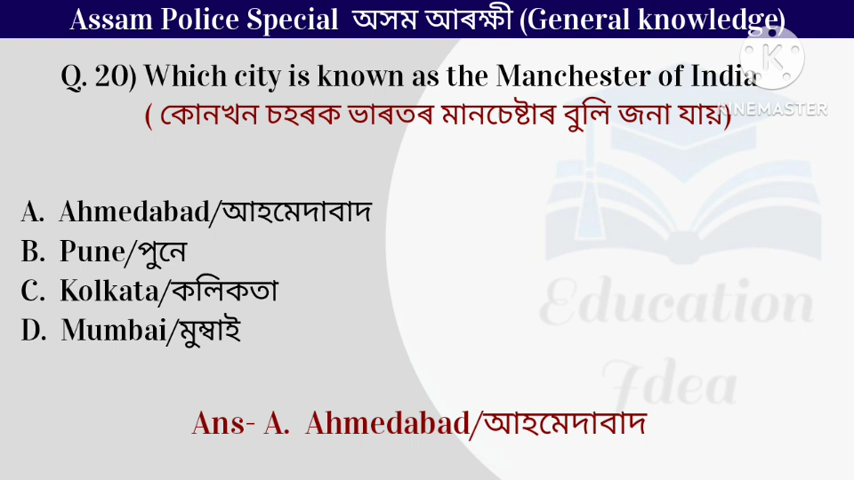 Assam Police Special অসম আৰক্ষী (General knowledge)
Q. 20) Which city is known as the Manchester of India
( কোনখন চহৰক ভাৰতৰ মানচেষ্টাৰ বুলি জনা যায়)
K
KINEMASTER
A. Ahmedabad/আহমেদাবাদ
B. Pune/পুনে
C. Kolkata/কলিকতা
D. Mumbai/মুম্বাই
Education
Idea
Ans- A. Ahmedabad/আহমেদাবাদ